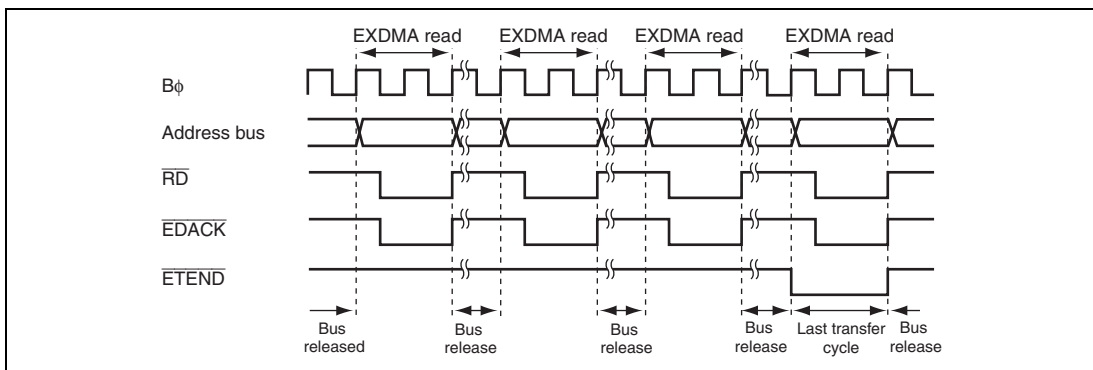 EXDMA read EXDMA read EXDMA read EXDMA read
Bϕ
Address bus
RD
EDACK
ETEND
Bus released
Bus release
Bus release
Bus release
Last transfer cycle
Bus release